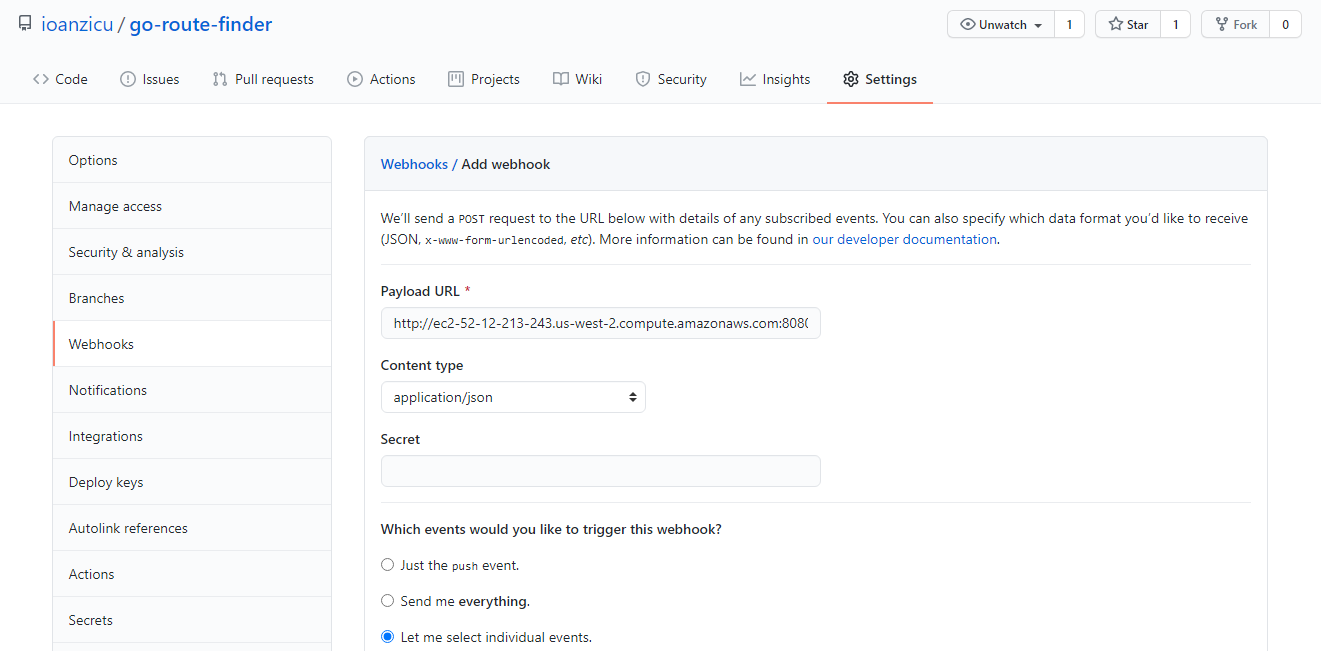 ioanzicu / go-route-finder
Unwatch 1 Star 1 Fork 0
Code Issues Pull requests Actions Projects Wiki Security Insights Settings
Options
Manage access
Security & analysis
Branches
Webhooks
Notifications
Integrations
Deploy keys
Autolink references
Actions
Secrets
Webhooks / Add webhook
We'll send a POST request to the URL below with details of any subscribed events. You can also specify which data format you'd like to receive
(JSON, x-www-form-urlencoded, etc). More information can be found in our developer documentation.
Payload URL *
http://ec2-52-12-213-243.us-west-2.compute.amazonaws.com:8080
Content type
application/json
Secret
Which events would you like to trigger this webhook?
Just the push event.
Send me everything.
Let me select individual events.